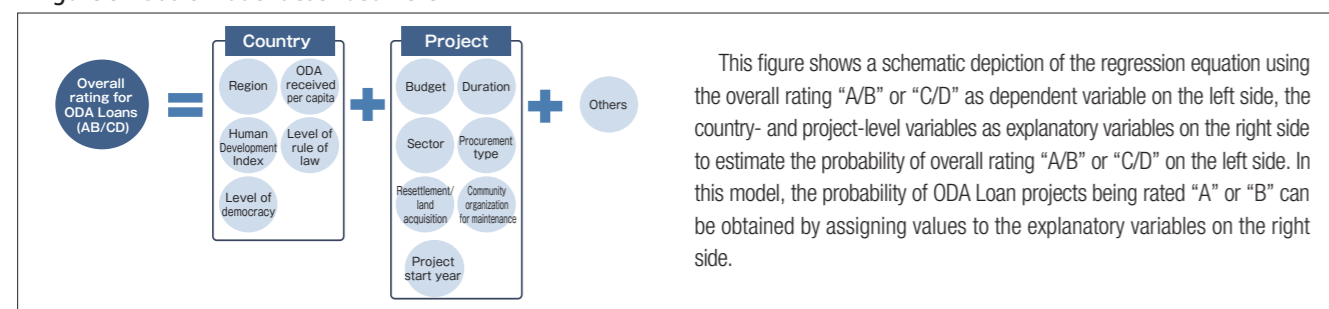 Overall
rating for
ODA Loans
(AB/CD)
Country
Region
ODA
received
per capita
Human
Development
Index
Level of
rule of
law
Level of
democracy
Project
Budget
Duration
Sector
Procurement
type
Resettlement/
land
acquisition
Community
organization
for maintenance
Project
start year
Others
This figure shows a schematic depiction of the regression equation using
the overall rating “A/B” or “C/D” as dependent variable on the left side, the
country- and project-level variables as explanatory variables on the right side
to estimate the probability of overall rating “A/B” or “C/D” on the left side. In
this model, the probability of ODA Loan projects being rated “A” or “B” can
be obtained by assigning values to the explanatory variables on the right
side.